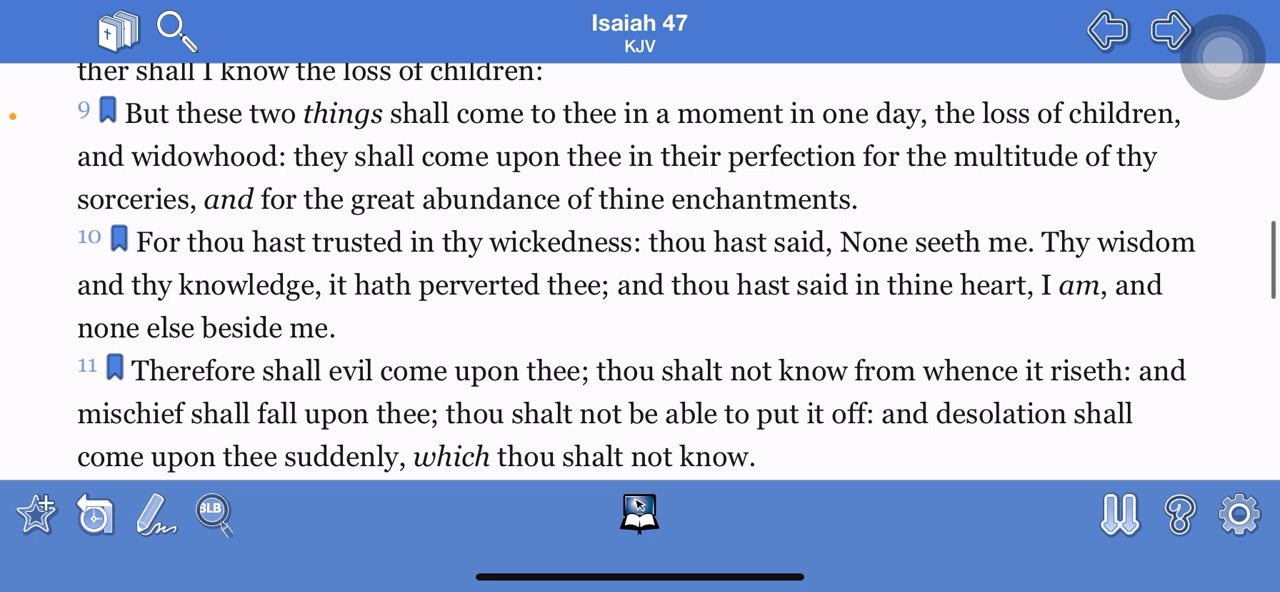 Isaiah 47
KJV
ther shall I know the loss of children:
9 But these two things shall come to thee in a moment in one day, the loss of children,
and widowhood: they shall come upon thee in their perfection for the multitude of thy
sorceries, and for the great abundance of thine enchantments.
10 For thou hast trusted in thy wickedness: thou hast said, None seeth me. Thy wisdom
and thy knowledge, it hath perverted thee; and thou hast said in thine heart, I am, and
none else beside me.
11 Therefore shall evil come upon thee; thou shalt not know from whence it riseth: and
mischief shall fall upon thee; thou shalt not be able to put it off: and desolation shall
come upon thee suddenly, which thou shalt not know.
BLB